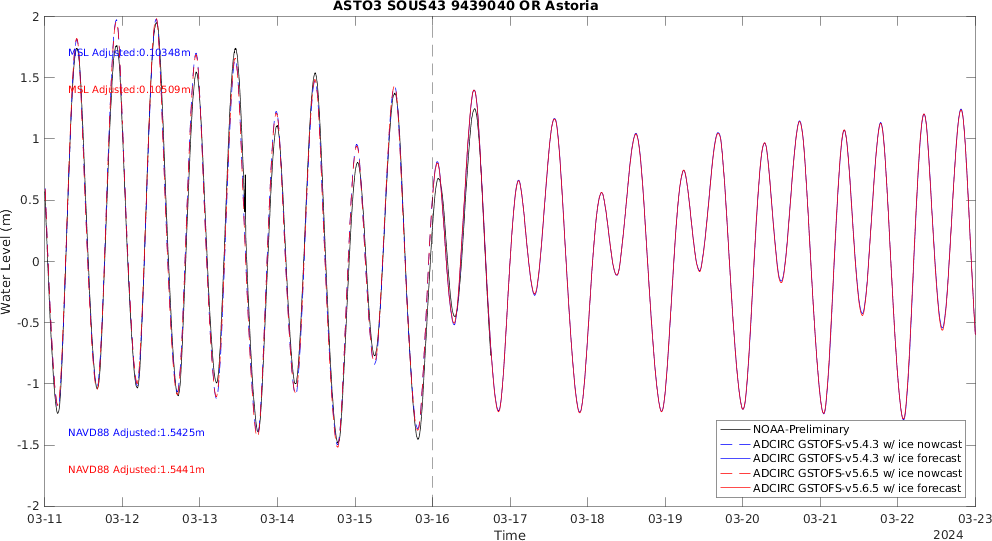 ASTO3 SOUS43 9439040 OR Astoria
2
MSL Adjusted:0.10348m
1.5
MSL Adjusted:0.10509m
1
0.5
0
-0.5
-1
-1.5
-2
Water Level (m)
NAVD88 Adjusted:1.5425m
NAVD88 Adjusted:1.5441m
NOAA-Preliminary
ADCIRC GSTOFS-v5.4.3 w/ ice nowcast
ADCIRC GSTOFS-v5.4.3 w/ ice forecast
ADCIRC GSTOFS-v5.6.5 w/ ice nowcast
ADCIRC GSTOFS-v5.6.5 w/ ice forecast
03-11 03-12 03-13 03-14 03-15 03-16 03-17 03-18 03-19 03-20 03-21 03-22 03-23
Time
2024